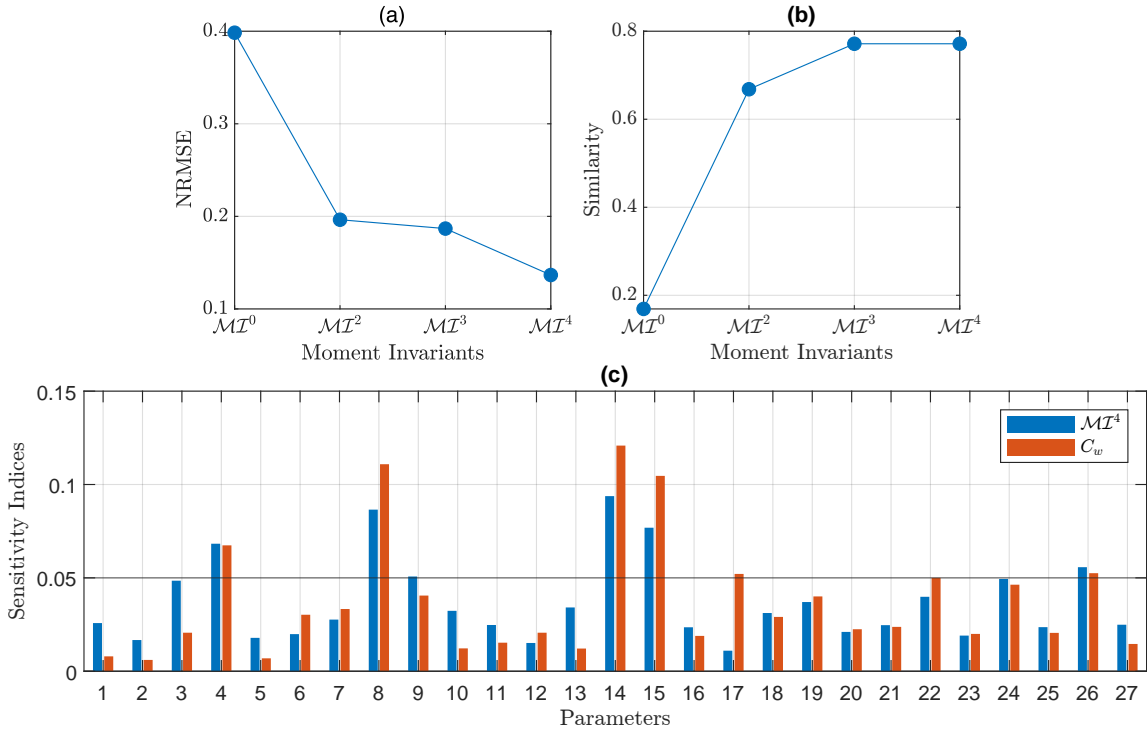 (a)
0.4
0.3
0.2
0.1
NRMSE
𝓜𝓘⁰ 𝓜𝓘² 𝓜𝓘³ 𝓜𝓘⁴
Moment Invariants
(b)
0.8
0.6
0.4
0.2
Similarity
𝓜𝓘⁰ 𝓜𝓘² 𝓜𝓘³ 𝓜𝓘⁴
Moment Invariants
(c)
0.15
0.1
0.05
0
Sensitivity Indices
𝓜𝓘⁴
C_w
1 2 3 4 5 6 7 8 9 10 11 12 13 14 15 16 17 18 19 20 21 22 23 24 25 26 27
Parameters